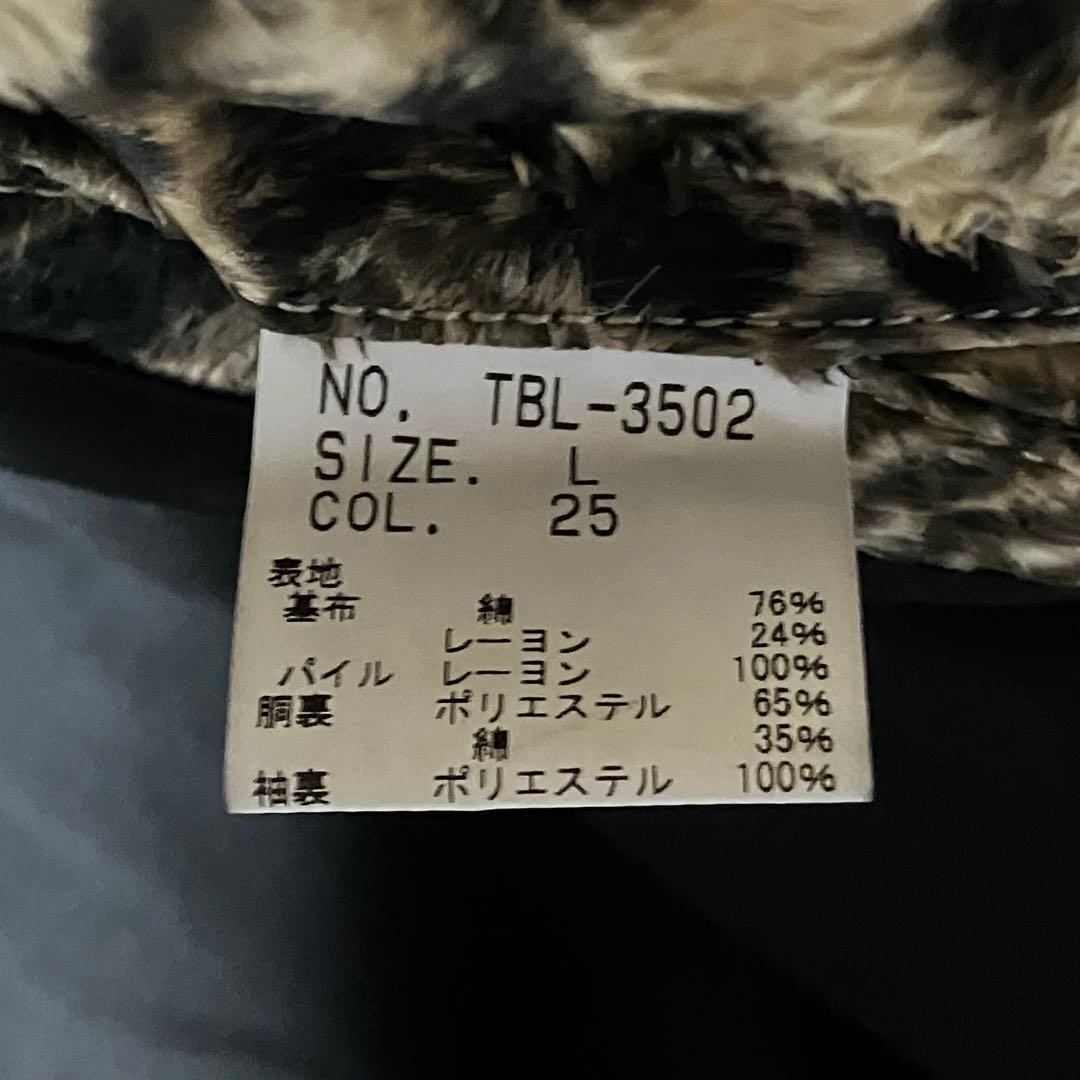 NO. TBL-3502
SIZE. L
COL. 25
表地
基布 綿 76%
レーヨン 24%
パイル レーヨン 100%
胴裏 ポリエステル 65%
綿 35%
袖裏 ポリエステル 100%